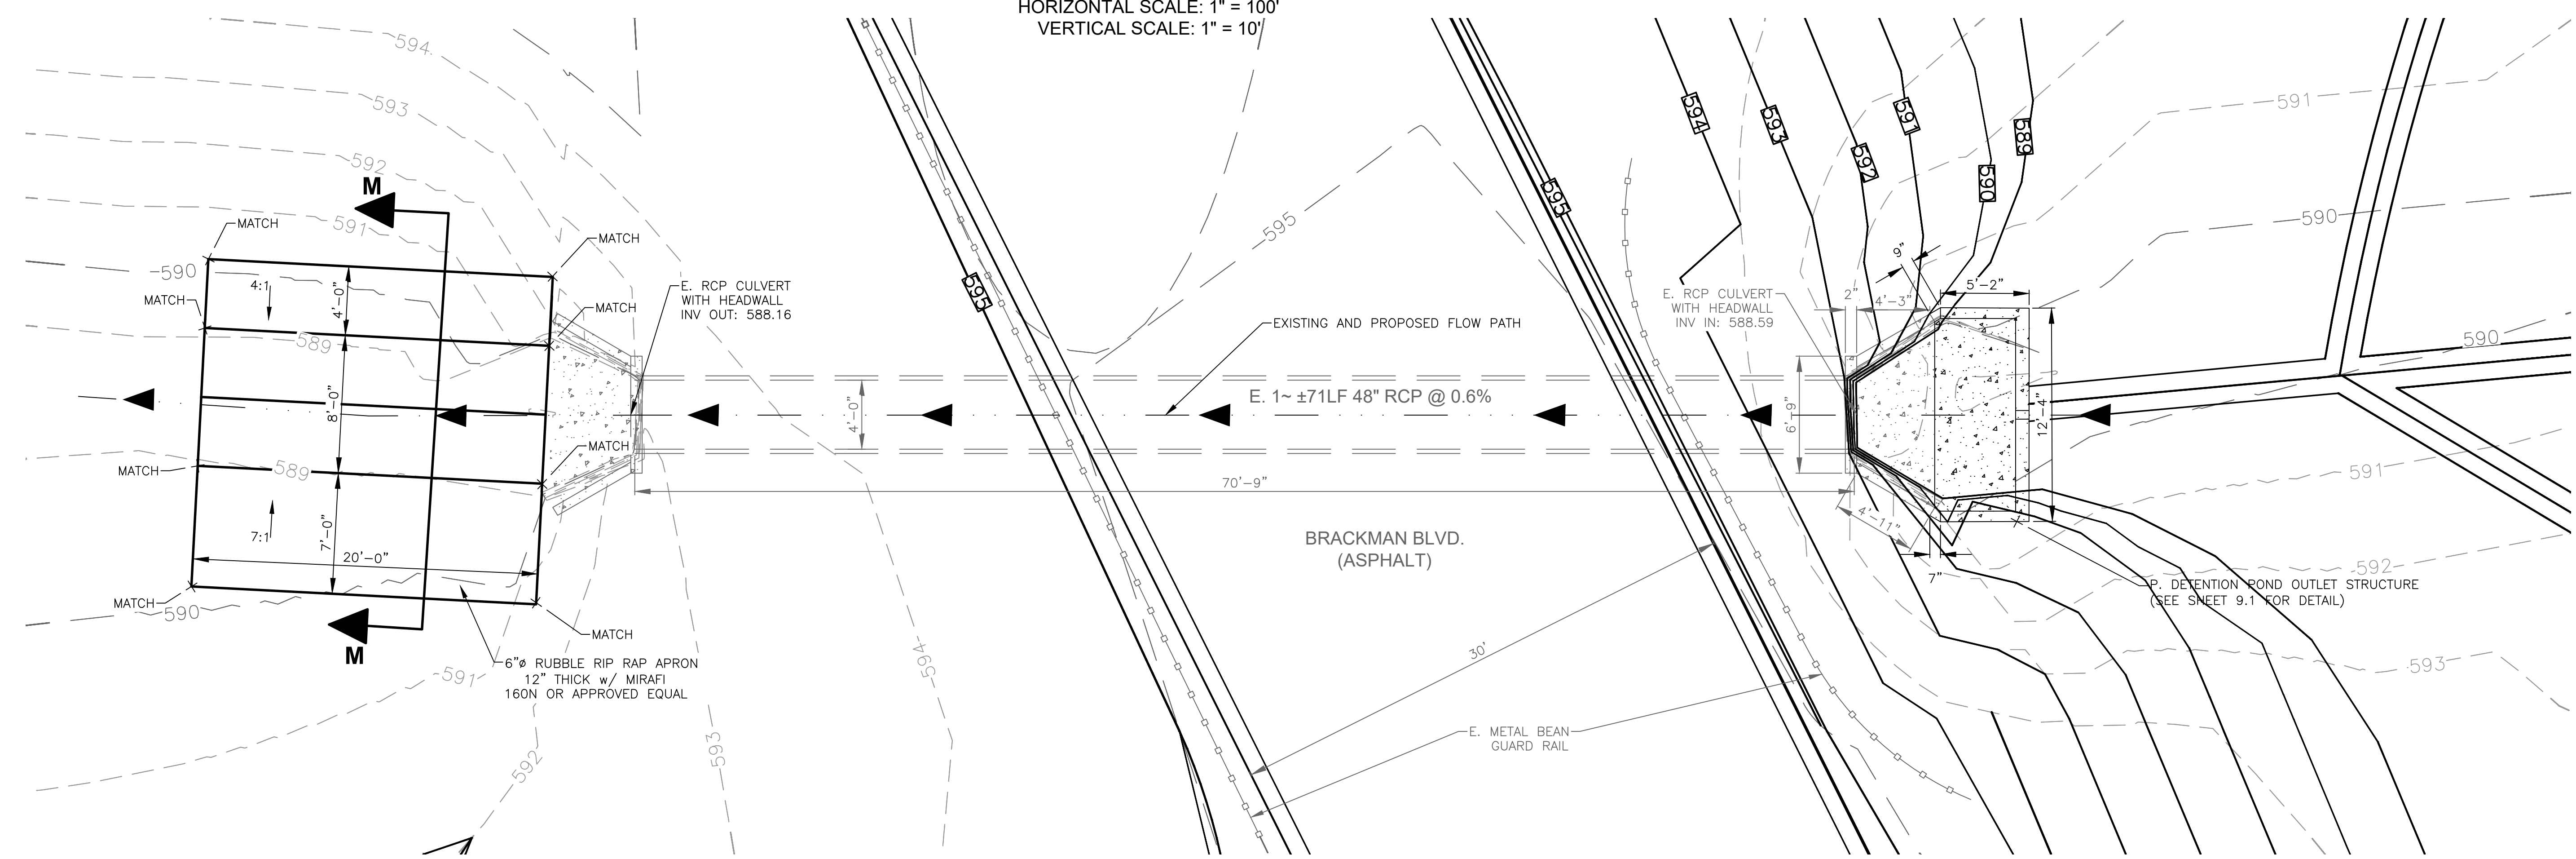 HORIZONTAL SCALE: 1" = 100'
VERTICAL SCALE: 1" = 10'
594
593
592
591
590
589
589
590
591
592
593
594
M
M
MATCH
MATCH
MATCH
MATCH
MATCH
MATCH
MATCH
MATCH
4:1
4'-0"
8'-0"
7:1
7'-0"
20'-0"
6"ø RUBBLE RIP RAP APRON
12" THICK w/ MIRAFI
160N OR APPROVED EQUAL
E. RCP CULVERT
WITH HEADWALL
INV OUT: 588.16
4'-0"
595
595
595
EXISTING AND PROPOSED FLOW PATH
E. 1~ ±71LF 48" RCP @ 0.6%
70'-9"
BRACKMAN BLVD.
(ASPHALT)
30'
E. METAL BEAN
GUARD RAIL
594
593
592
591
590
589
E. RCP CULVERT
WITH HEADWALL
INV IN: 588.59
2"
4'-3"
9"
5'-2"
6'-9"
12'-4"
4'-11"
7"
P. DETENTION POND OUTLET STRUCTURE
(SEE SHEET 9.1 FOR DETAIL)
591
590
590
591
592
593